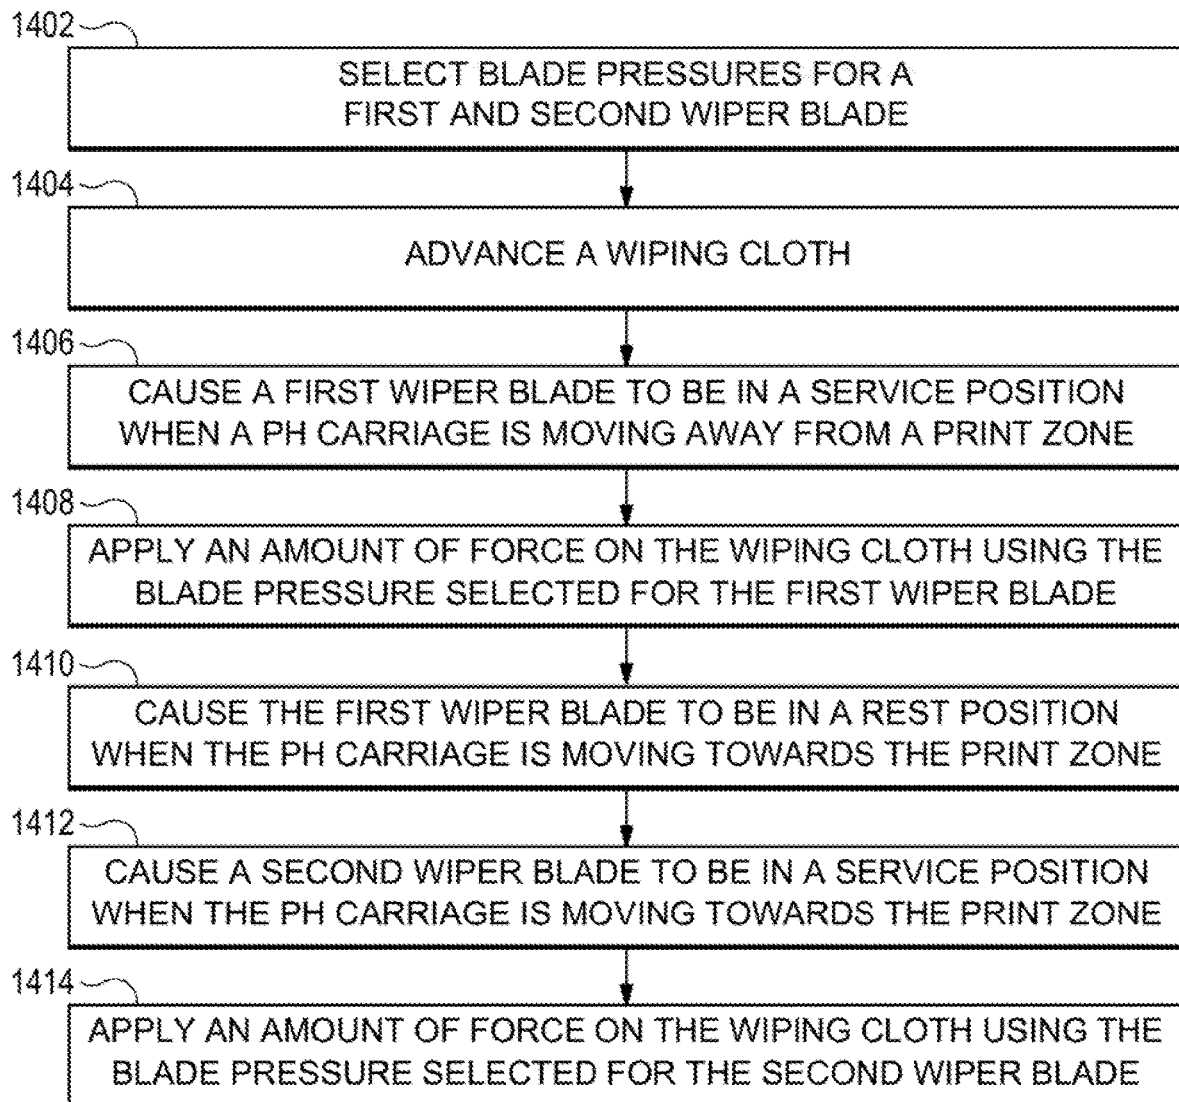 1402
SELECT BLADE PRESSURES FOR A
FIRST AND SECOND WIPER BLADE
1404
ADVANCE A WIPING CLOTH
1406
CAUSE A FIRST WIPER BLADE TO BE IN A SERVICE POSITION
WHEN A PH CARRIAGE IS MOVING AWAY FROM A PRINT ZONE
1408
APPLY AN AMOUNT OF FORCE ON THE WIPING CLOTH USING THE
BLADE PRESSURE SELECTED FOR THE FIRST WIPER BLADE
1410
CAUSE THE FIRST WIPER BLADE TO BE IN A REST POSITION
WHEN THE PH CARRIAGE IS MOVING TOWARDS THE PRINT ZONE
1412
CAUSE A SECOND WIPER BLADE TO BE IN A SERVICE POSITION
WHEN THE PH CARRIAGE IS MOVING TOWARDS THE PRINT ZONE
1414
APPLY AN AMOUNT OF FORCE ON THE WIPING CLOTH USING THE
BLADE PRESSURE SELECTED FOR THE SECOND WIPER BLADE